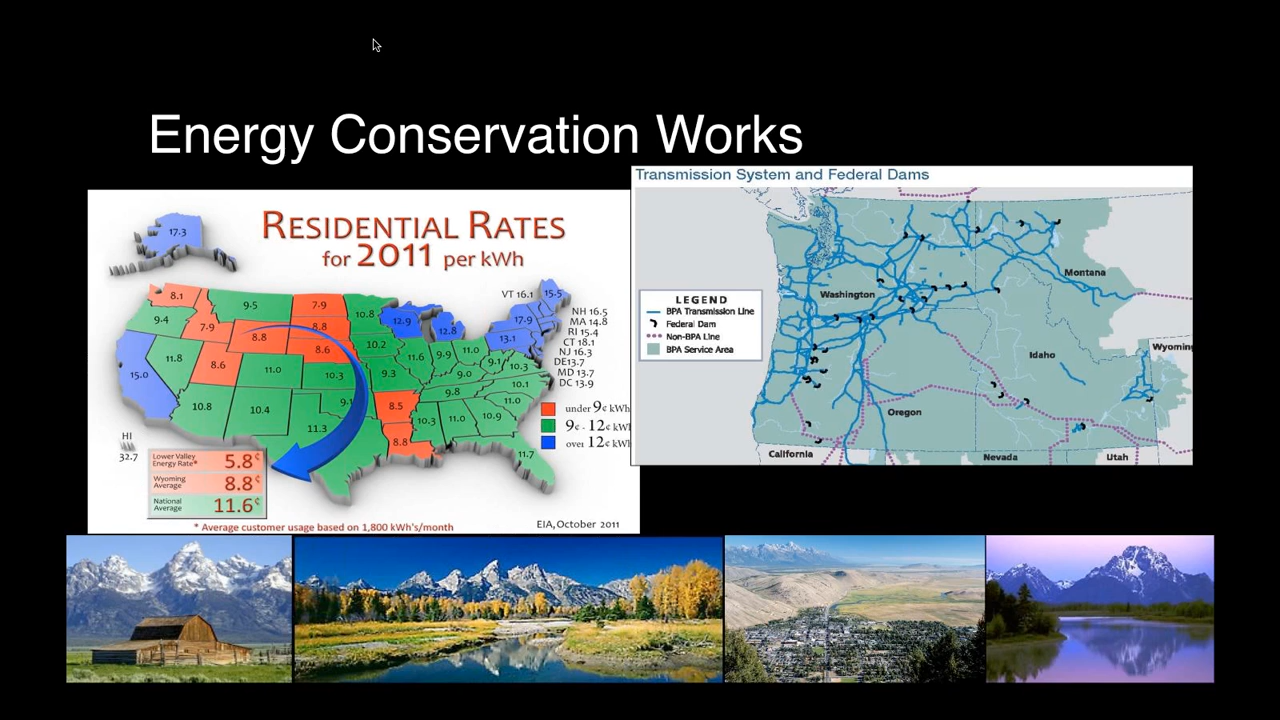 Energy Conservation Works
RESIDENTIAL RATES
for 2011 per kWh
17.3
8.1
9.5
7.9
10.8
9.4
7.9
8.8
8.8
8.6
12.9
12.8
10.2
15.0
11.8
8.6
11.0
10.3
9.3
11.6
9.9
11.0
9.0
9.1
10.3
10.1
10.8
10.4
9.1
11.3
8.5
9.8
11.0
10.3
11.0
10.9
8.8
11.7
VT 16.1
15.5
17.9
13.1
NH 16.5
MA 14.8
RI 15.4
CT 18.1
NJ 16.3
DE13.7
MD 13.7
DC 13.9
HI
32.7
under 9¢ kWh
9¢ - 12¢ kWh
over 12¢ kWh
Lower Valley
Energy Rate* 5.8¢
Wyoming
Average 8.8¢
National
Average 11.6¢
* Average customer usage based on 1,800 kWh's/month
EIA, October 2011
Transmission System and Federal Dams
Washington
Montana
Idaho
Wyoming
Oregon
California
Nevada
Utah
LEGEND
BPA Transmission Line
Federal Dam
Non-BPA Line
BPA Service Area